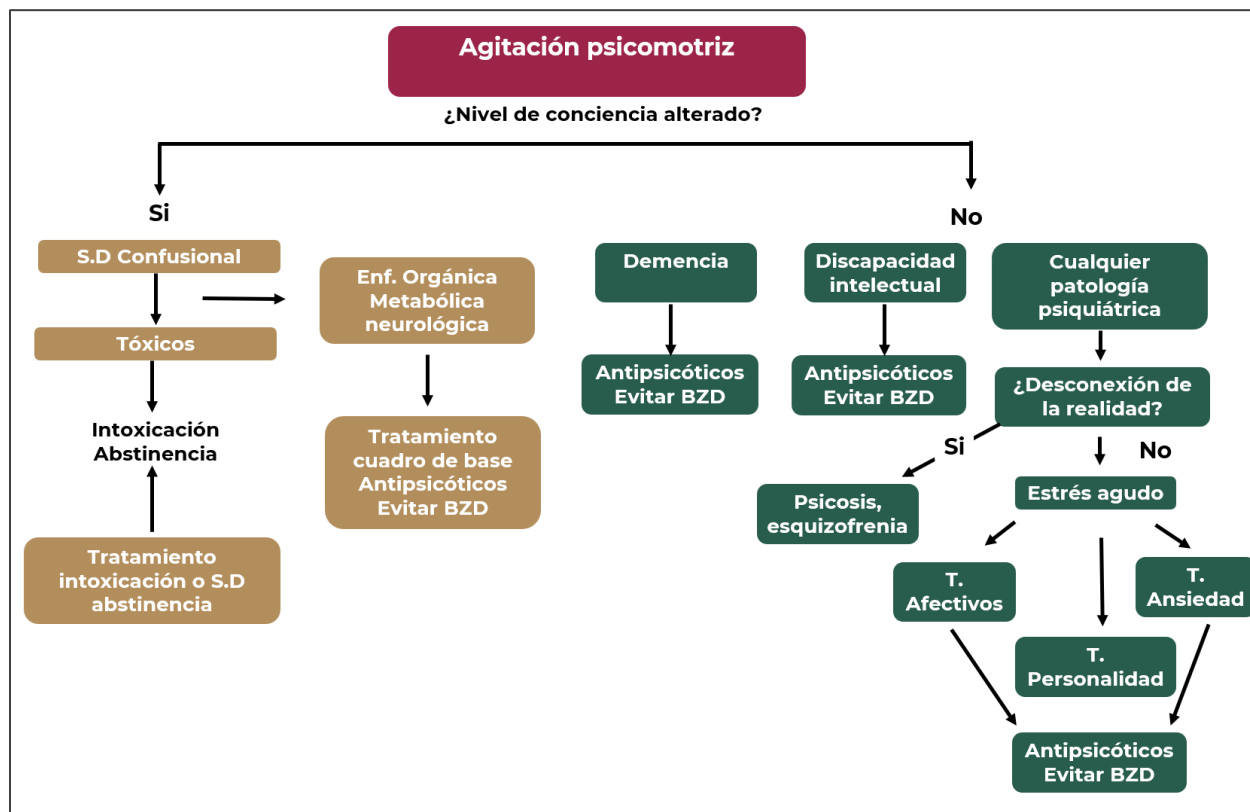 Agitación psicomotriz
¿Nivel de conciencia alterado?
Si
S.D Confusional
Tóxicos
Intoxicación
Abstinencia
Tratamiento
intoxicación o S.D
abstinencia
Enf. Orgánica
Metabólica
neurológica
Tratamiento
cuadro de base
Antipsicóticos
Evitar BZD
No
Demencia
Antipsicóticos
Evitar BZD
Discapacidad
intelectual
Antipsicóticos
Evitar BZD
Cualquier
patología
psiquiátrica
¿Desconexión de
la realidad?
Si
Psicosis,
esquizofrenia
No
Estrés agudo
T.
Afectivos
T.
Personalidad
T.
Ansiedad
Antipsicóticos
Evitar BZD